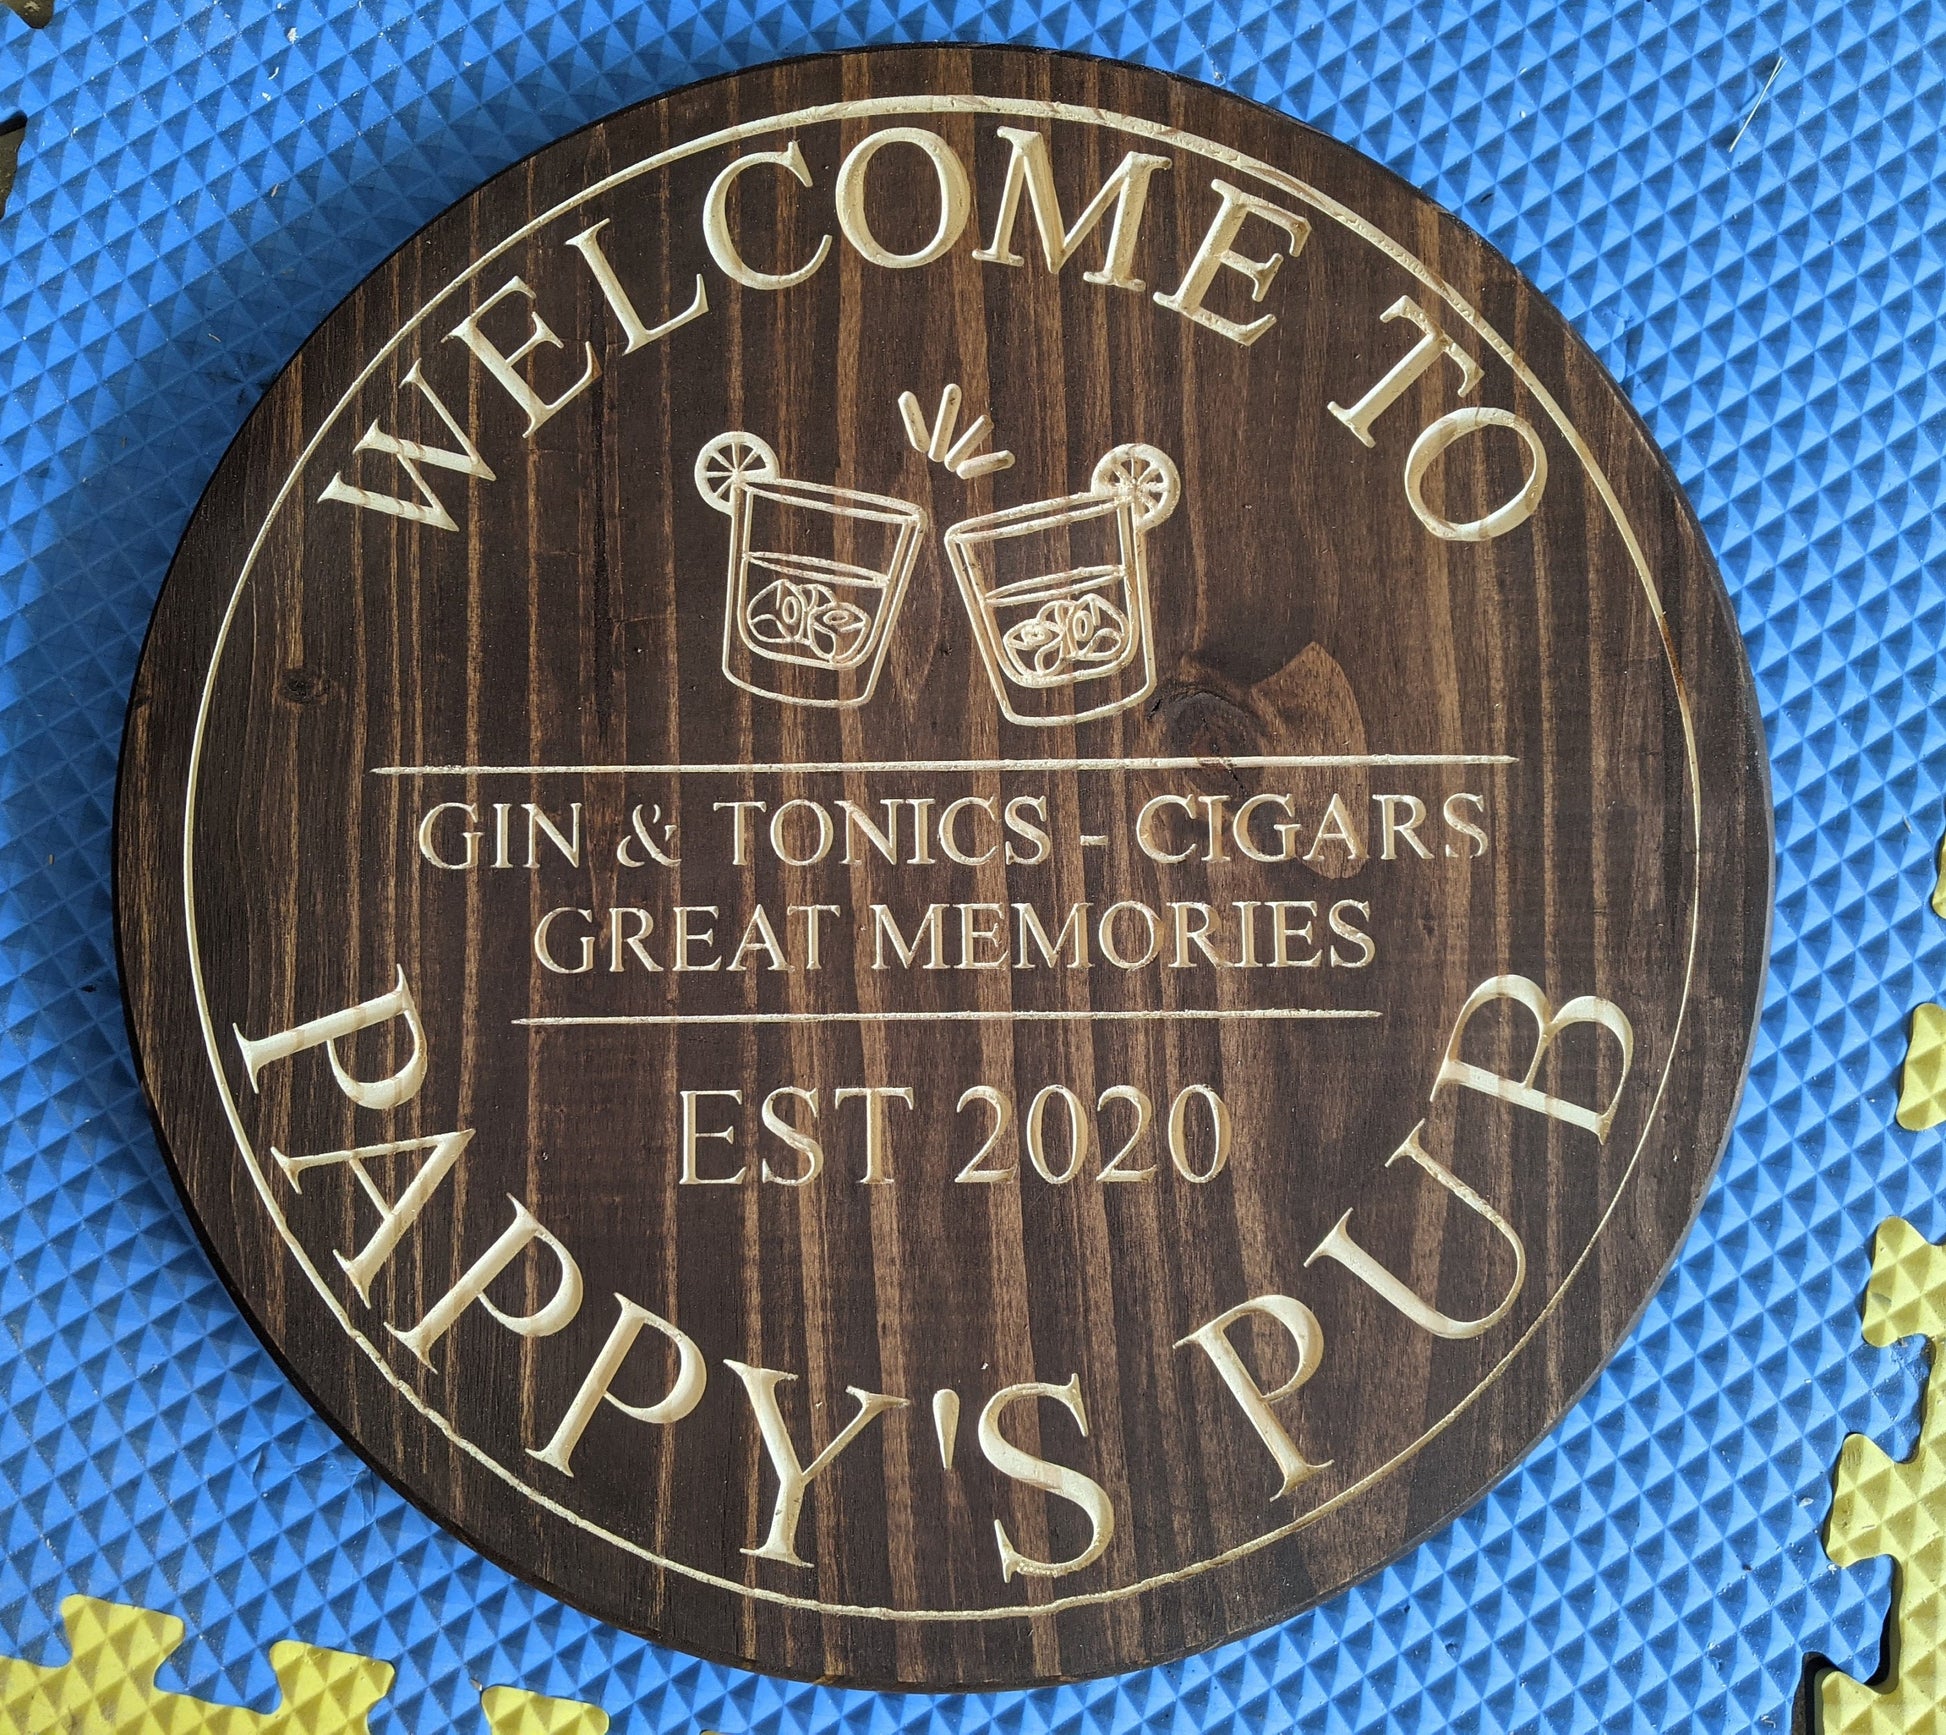 WELCOME TO
GIN & TONICS - CIGARS
GREAT MEMORIES
EST 2020
PAPPY'S PUB